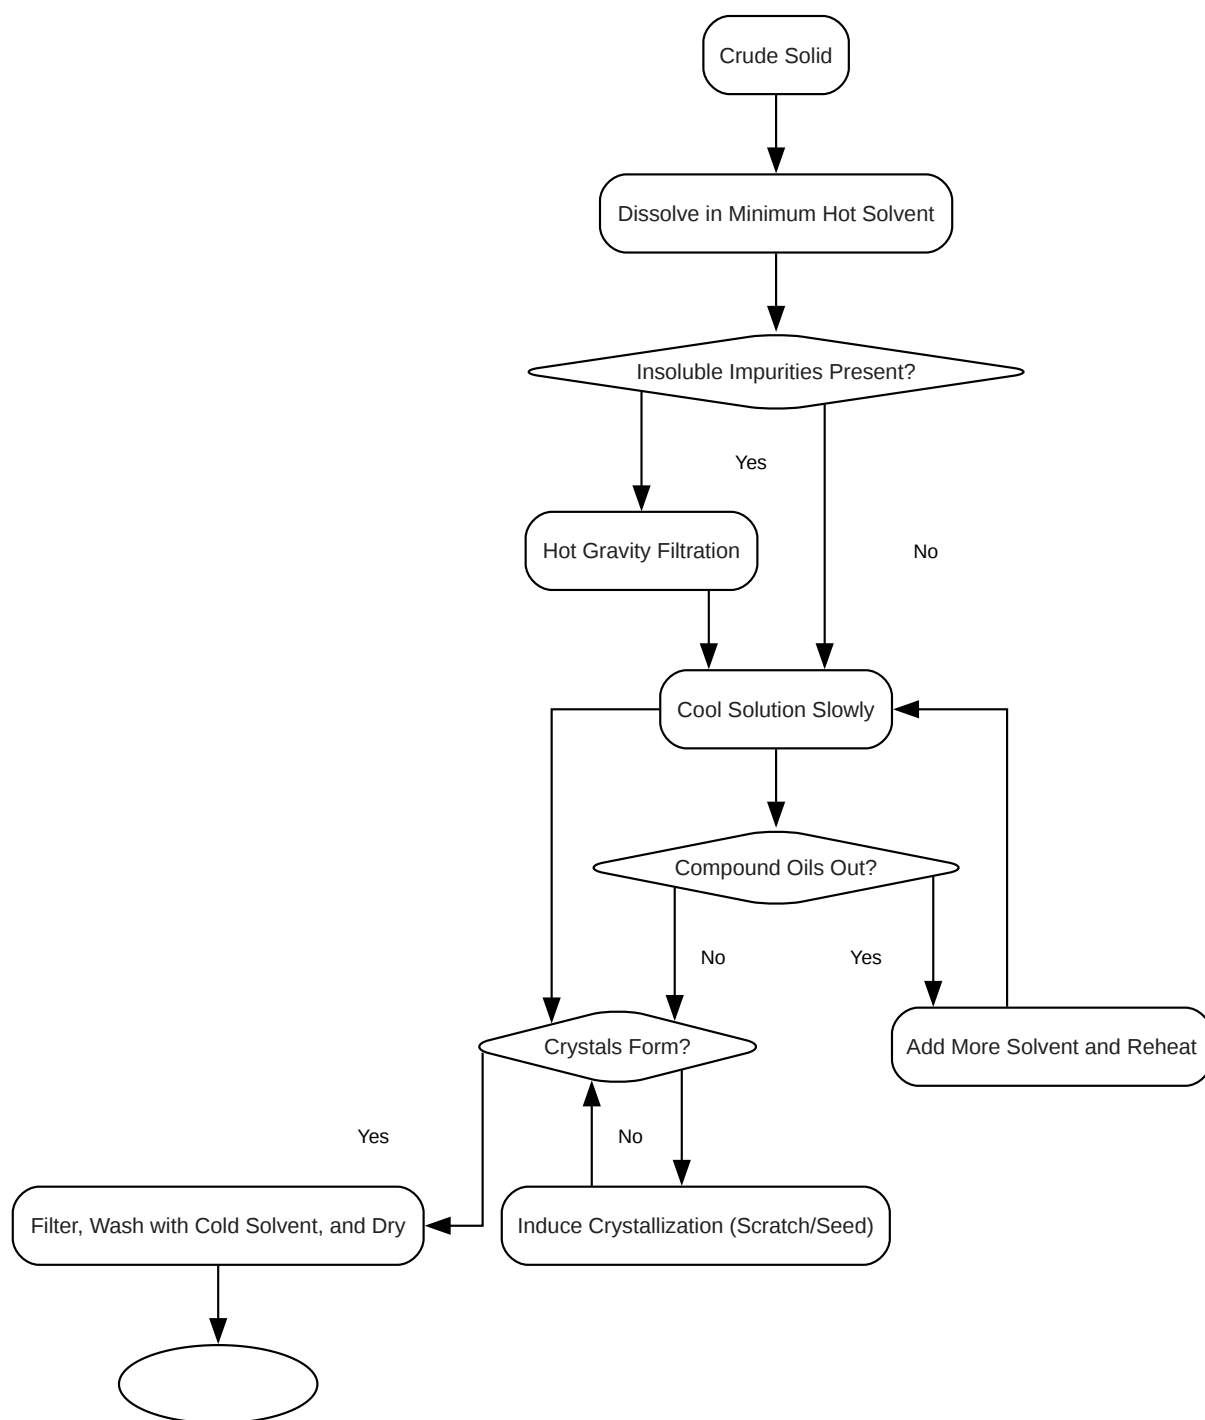 Crude Solid
Dissolve in Minimum Hot Solvent
Insoluble Impurities Present?
Yes
Hot Gravity Filtration
No
Cool Solution Slowly
Compound Oils Out?
No
Yes
Crystals Form?
Add More Solvent and Reheat
Yes
No
Filter, Wash with Cold Solvent, and Dry
Induce Crystallization (Scratch/Seed)